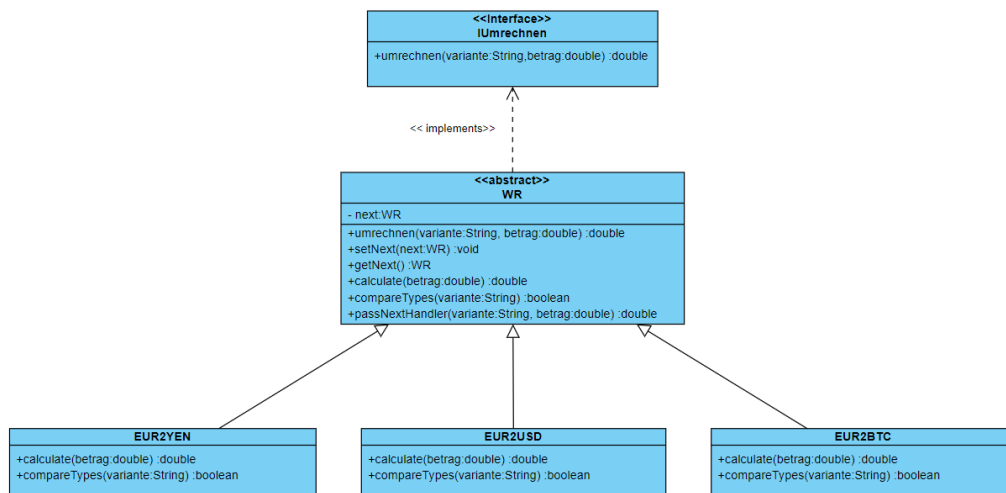 <<Interface>>
IUmrechnen
+umrechnen(variante:String,betrag:double) :double
<< implements>>
<<abstract>>
WR
- next:WR
+umrechnen(variante:String, betrag:double) :double
+setNext(next:WR) :void
+getNext() :WR
+calculate(betrag:double) :double
+compareTypes(variante:String) :boolean
+passNextHandler(variante:String, betrag:double) :double
EUR2YEN
+calculate(betrag:double) :double
+compareTypes(variante:String) :boolean
EUR2USD
+calculate(betrag:double) :double
+compareTypes(variante:String) :boolean
EUR2BTC
+calculate(betrag:double) :double
+compareTypes(variante:String) :boolean